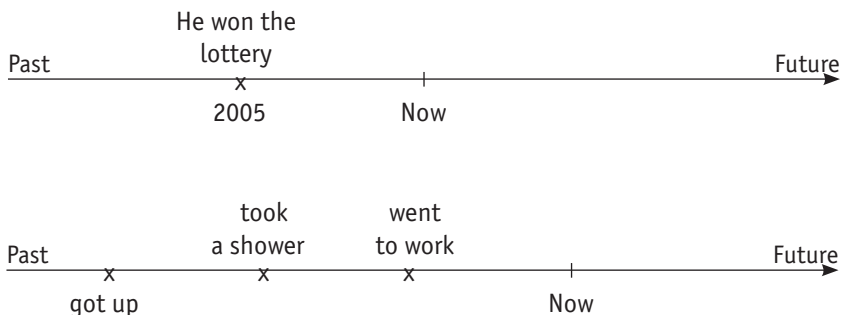 He won the
lottery
Past
Future
x
2005
Now
took
a shower
went
to work
Past
Future
x
x
x
got up
Now